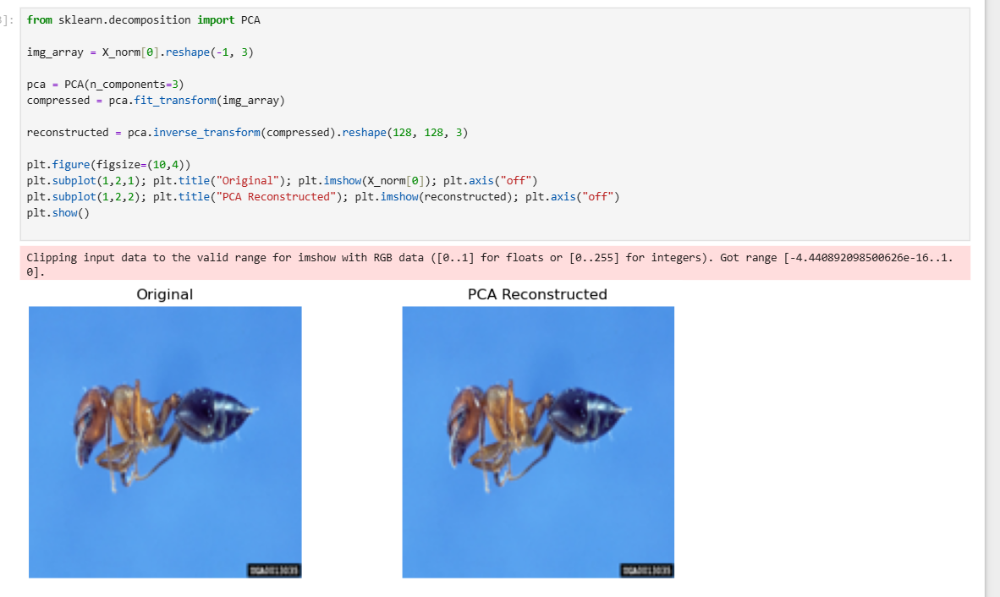 ]:
from sklearn.decomposition import PCA
img_array = X_norm[0].reshape(-1, 3)
pca = PCA(n_components=3)
compressed = pca.fit_transform(img_array)
reconstructed = pca.inverse_transform(compressed).reshape(128, 128, 3)
plt.figure(figsize=(10,4))
plt.subplot(1,2,1); plt.title("Original"); plt.imshow(X_norm[0]); plt.axis("off")
plt.subplot(1,2,2); plt.title("PCA Reconstructed"); plt.imshow(reconstructed); plt.axis("off")
plt.show()
Clipping input data to the valid range for imshow with RGB data ([0..1] for floats or [0..255] for integers). Got range [-4.440892098500626e-16..1.
0].
Original
PCA Reconstructed